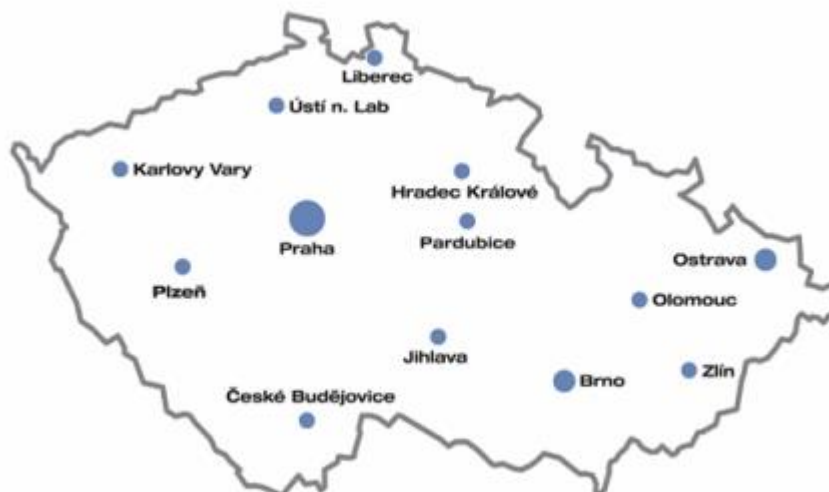 Liberec
Ústí n. Lab
Karlovy Vary
Hradec Králové
Praha
Pardubice
Ostrava
Plzeň
Olomouc
Jihlava
Zlín
Brno
České Budějovice